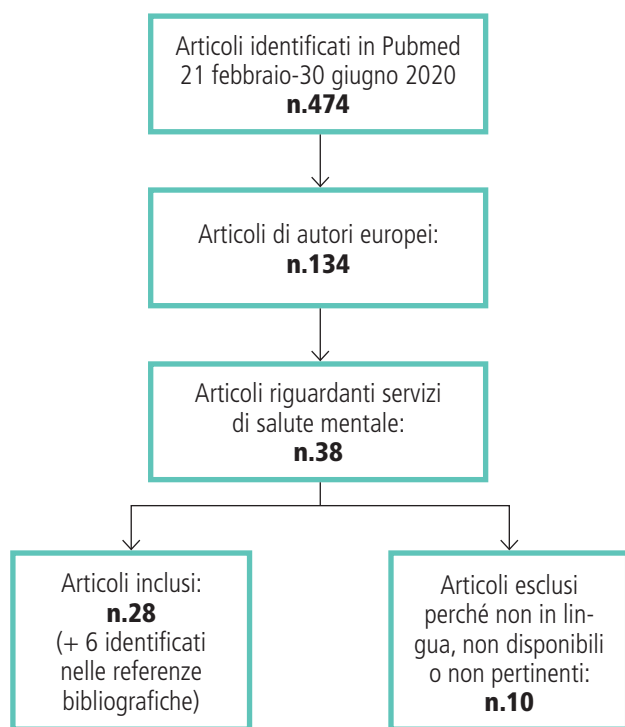 Articoli identificati in Pubmed
21 febbraio-30 giugno 2020
n.474
Articoli di autori europei:
n.134
Articoli riguardanti servizi
di salute mentale:
n.38
Articoli inclusi:
n.28
(+ 6 identificati
nelle referenze
bibliografiche)
Articoli esclusi
perché non in lin-
gua, non disponibili
o non pertinenti:
n.10